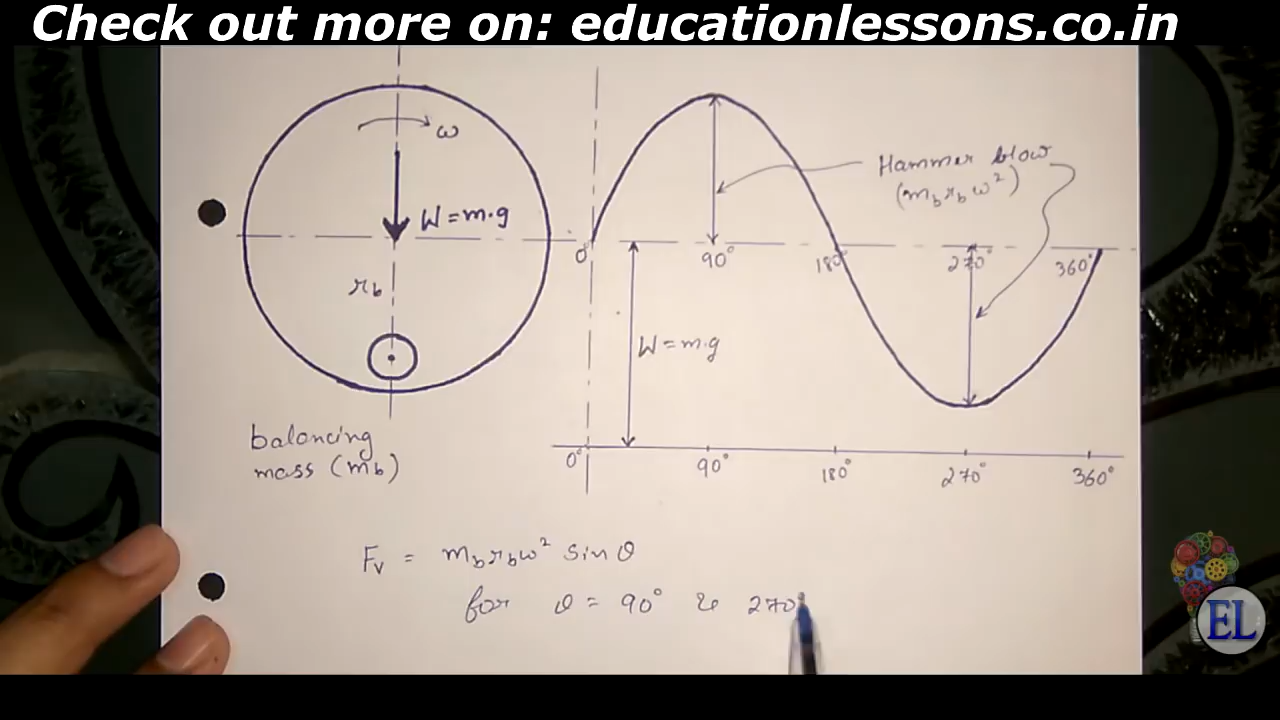 Check out more on: educationlessons.co.in
ω
W = m·g
r_b
balancing
mass (m_b)
Hammer blow
(m_b r_b ω²)
0° 90° 180° 270° 360°
W = m·g
0° 90° 180° 270° 360°
F_v = m_b r_b ω² sin θ
for θ = 90° & 270°
EL